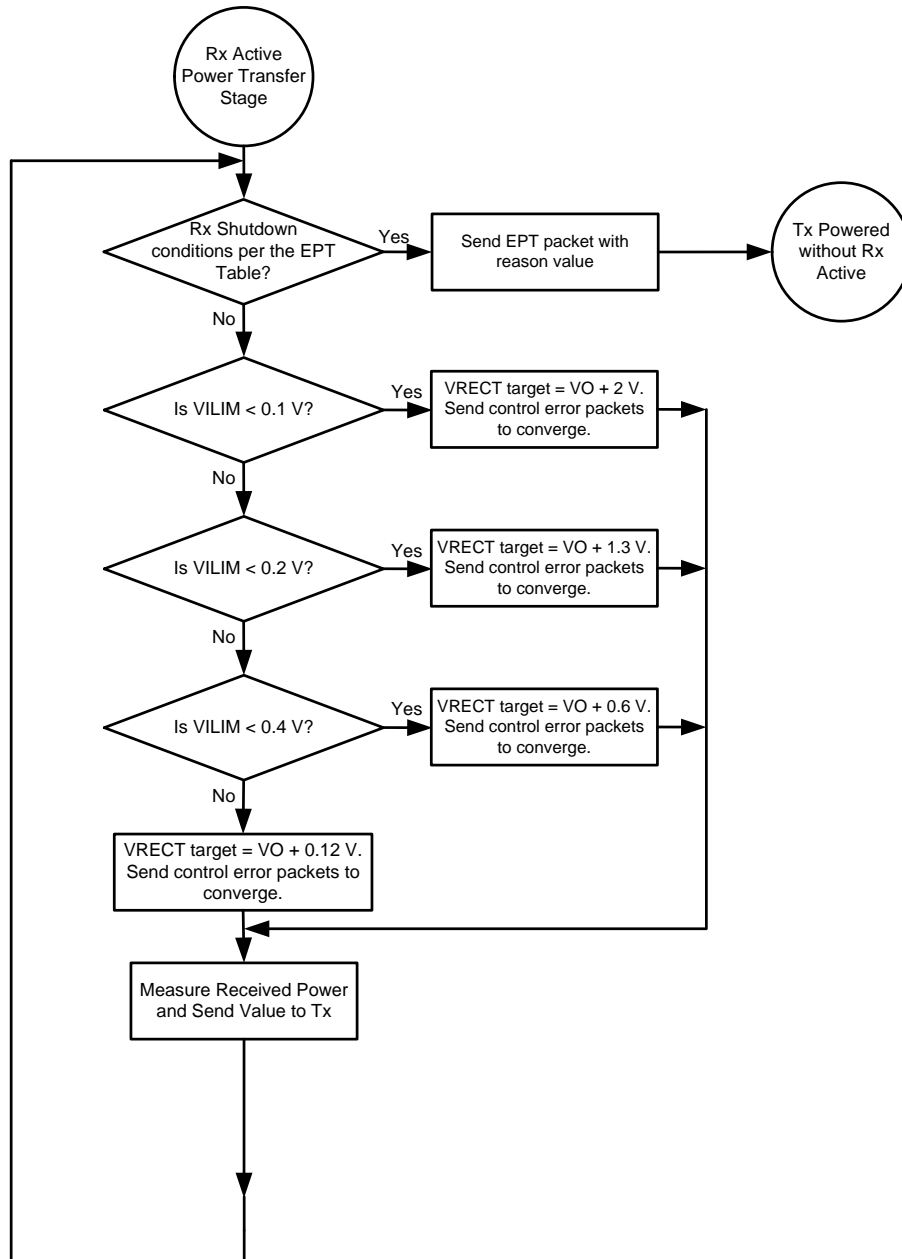 Rx Active
Power Transfer
Stage
Rx Shutdown
conditions per the EPT
Table?
Yes
Send EPT packet with
reason value
Tx Powered
without Rx
Active
No
Is VILIM < 0.1 V?
Yes
VRECT target = VO + 2 V.
Send control error packets
to converge.
No
Is VILIM < 0.2 V?
Yes
VRECT target = VO + 1.3 V.
Send control error packets
to converge.
No
Is VILIM < 0.4 V?
Yes
VRECT target = VO + 0.6 V.
Send control error packets
to converge.
No
VRECT target = VO + 0.12 V.
Send control error packets to
converge.
Measure Received Power
and Send Value to Tx